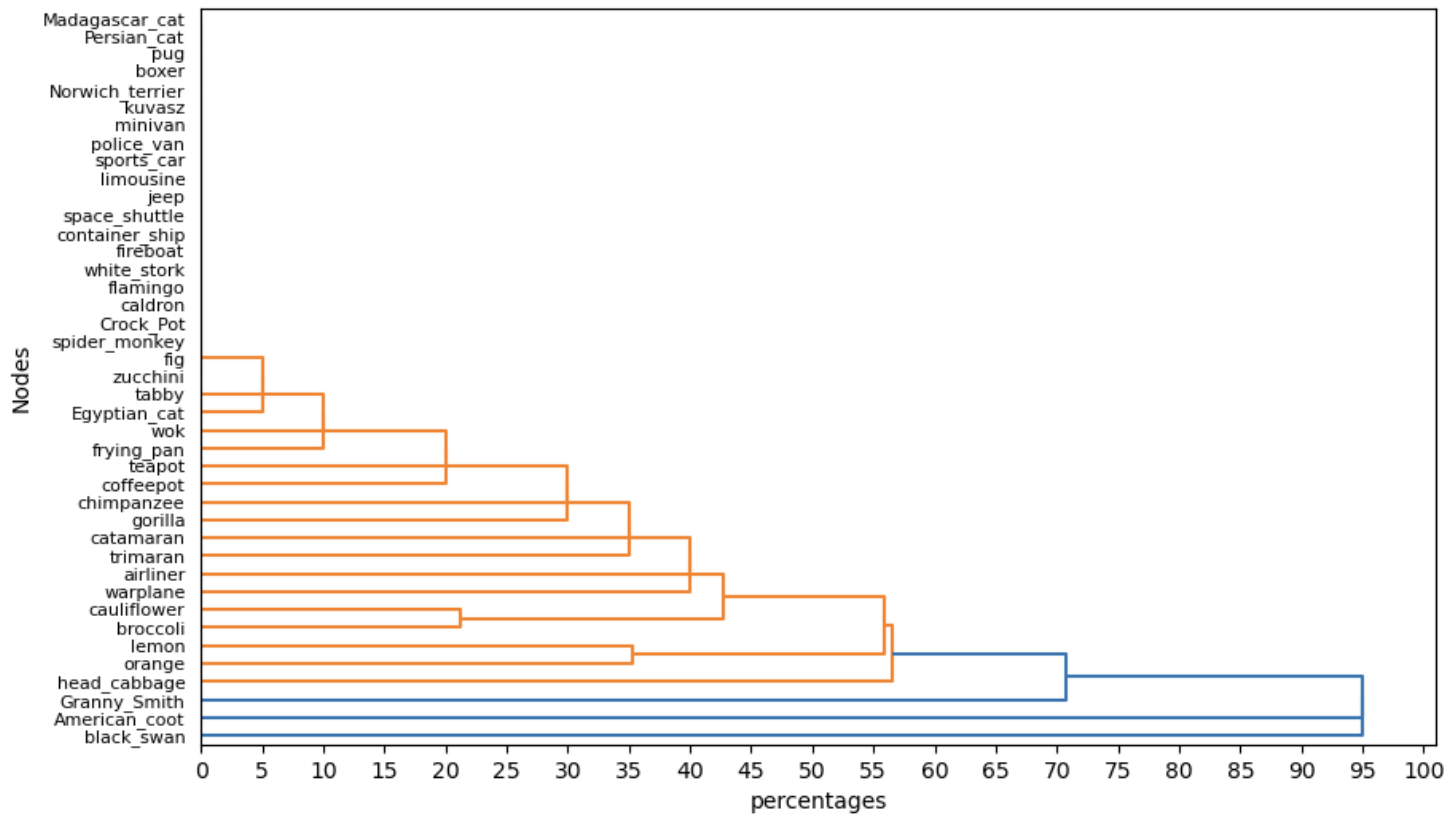 Madagascar_cat
Persian_cat
pug
boxer
Norwich_terrier
kuvasz
minivan
police_van
sports_car
limousine
jeep
space_shuttle
container_ship
fireboat
white_stork
flamingo
caldron
Crock_Pot
spider_monkey
fig
zucchini
tabby
Egyptian_cat
wok
frying_pan
teapot
coffeepot
chimpanzee
gorilla
catamaran
trimaran
airliner
warplane
cauliflower
broccoli
lemon
orange
head_cabbage
Granny_Smith
American_coot
black_swan
Nodes
0 5 10 15 20 25 30 35 40 45 50 55 60 65 70 75 80 85 90 95 100
percentages